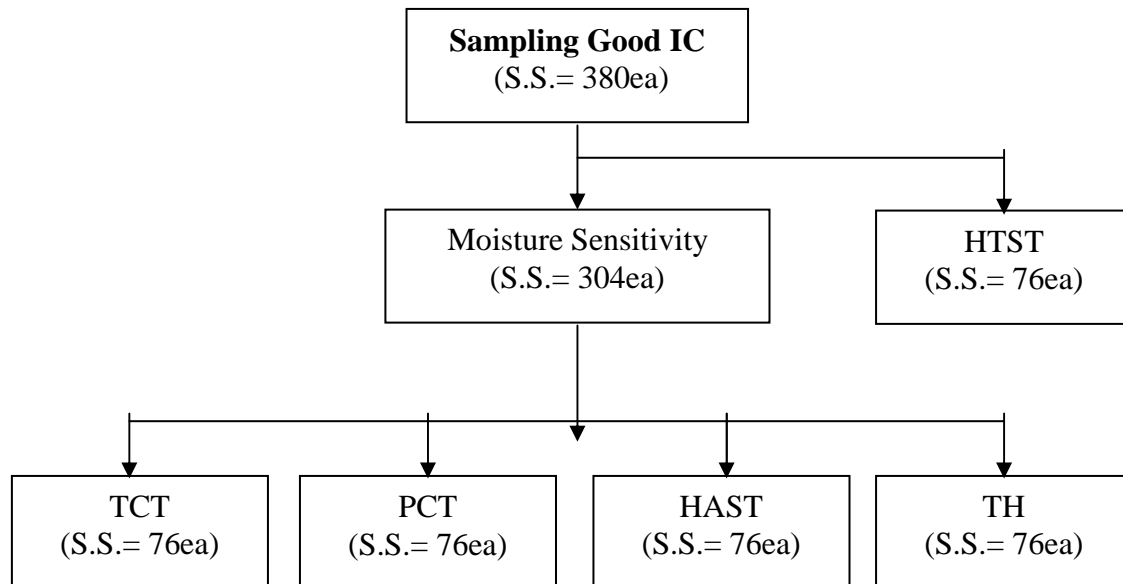 Sampling Good IC
(S.S.= 380ea)
Moisture Sensitivity
(S.S.= 304ea)
HTST
(S.S.= 76ea)
TCT
(S.S.= 76ea)
PCT
(S.S.= 76ea)
HAST
(S.S.= 76ea)
TH
(S.S.= 76ea)